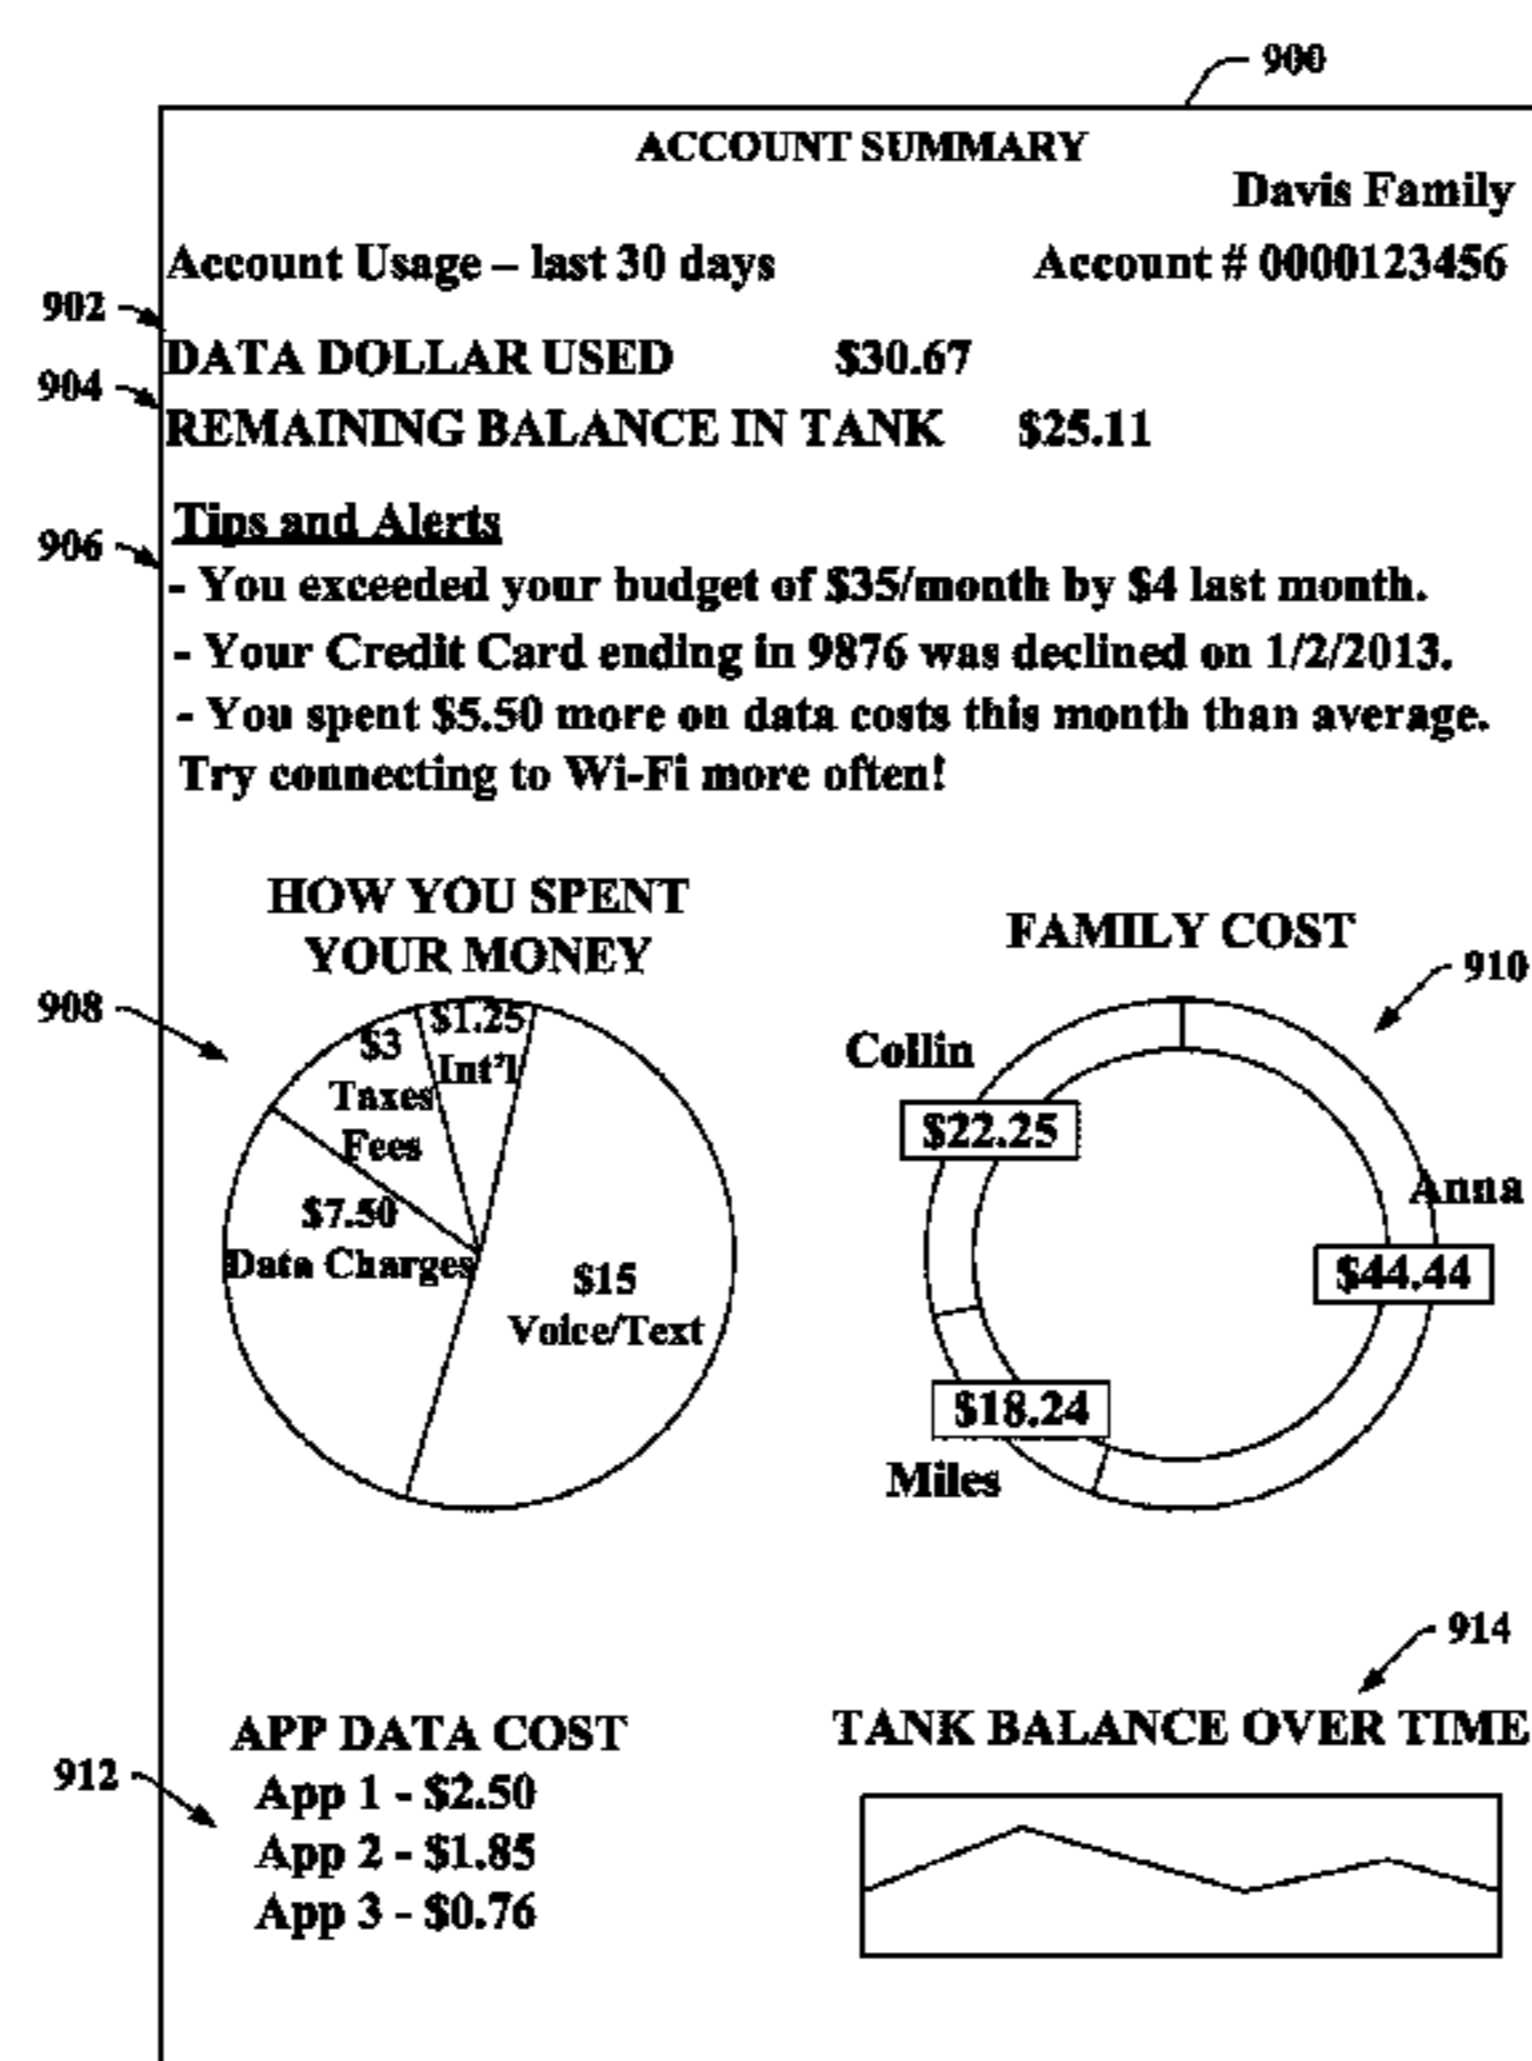 900
ACCOUNT SUMMARY
Davis Family
Account Usage – last 30 days
Account # 0000123456
902
DATA DOLLAR USED $30.67
904
REMAINING BALANCE IN TANK $25.11
Tips and Alerts
906
- You exceeded your budget of $35/month by $4 last month.
- Your Credit Card ending in 9876 was declined on 1/2/2013.
- You spent $5.50 more on data costs this month than average.
Try connecting to Wi-Fi more often!
HOW YOU SPENT
YOUR MONEY
908
$1.25
Int'l
$3
Taxes
Fees
$7.50
Data Charges
$15
Voice/Text
FAMILY COST
910
Collin
$22.25
Anna
$44.44
$18.24
Miles
APP DATA COST
912
App 1 - $2.50
App 2 - $1.85
App 3 - $0.76
914
TANK BALANCE OVER TIME